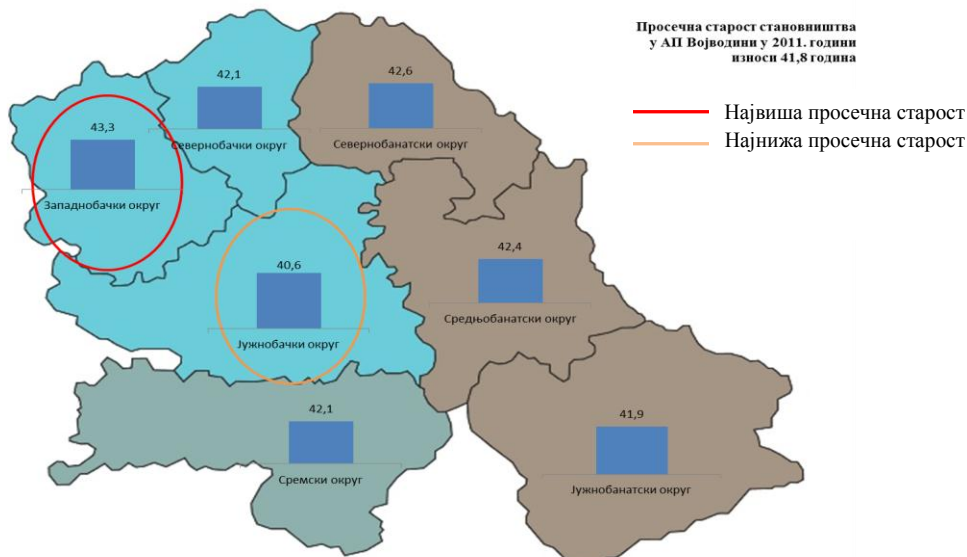 Просечна старост становништва
у АП Војводини у 2011. години
износи 41,8 година
Највиша просечна старост
Најнижа просечна старост
42,1
Севернобачки округ
42,6
Севернобанатски округ
43,3
Западнобачки округ
40,6
Јужнобачки округ
42,4
Средњобанатски округ
42,1
Сремски округ
41,9
Јужнобанатски округ